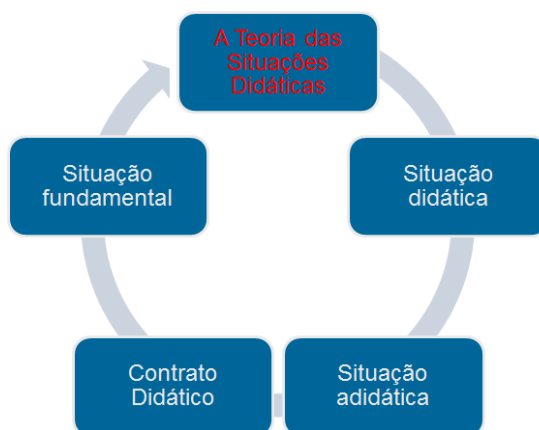 A Teoria das
Situações
Didáticas
Situação
didática
Situação
adidática
Contrato
Didático
Situação
fundamental